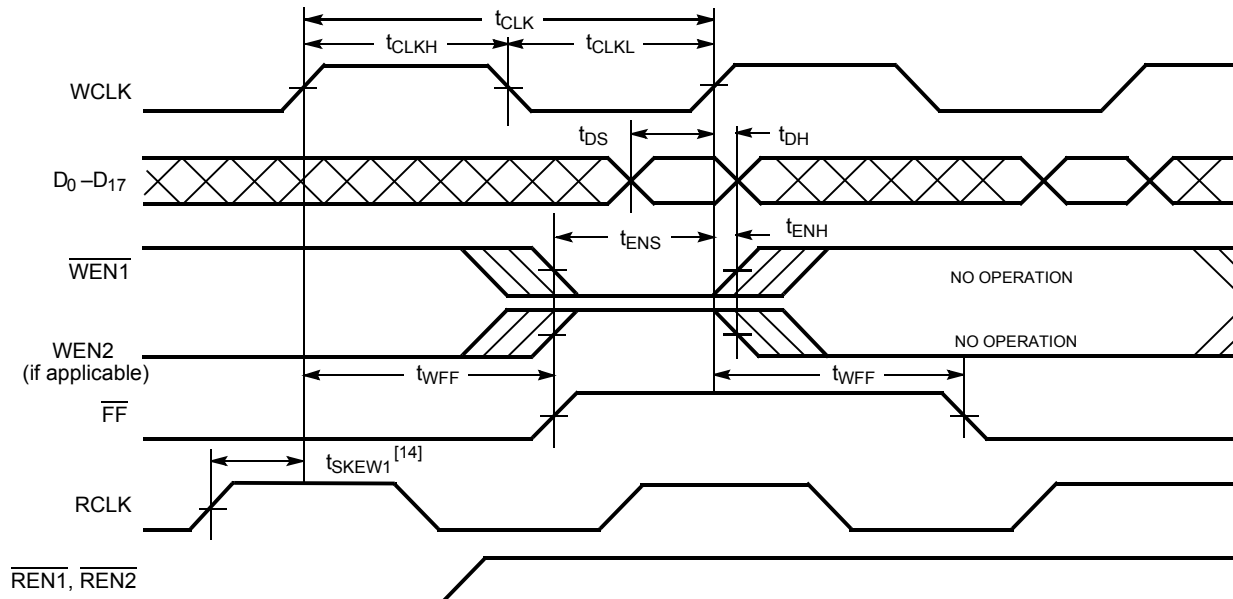 tCLK
tCLKH
tCLKL
WCLK
tDS
tDH
D0 –D17
tENS
tENH
WEN1
NO OPERATION
WEN2
(if applicable)
NO OPERATION
tWFF
tWFF
FF
tSKEW1 [14]
RCLK
REN1, REN2